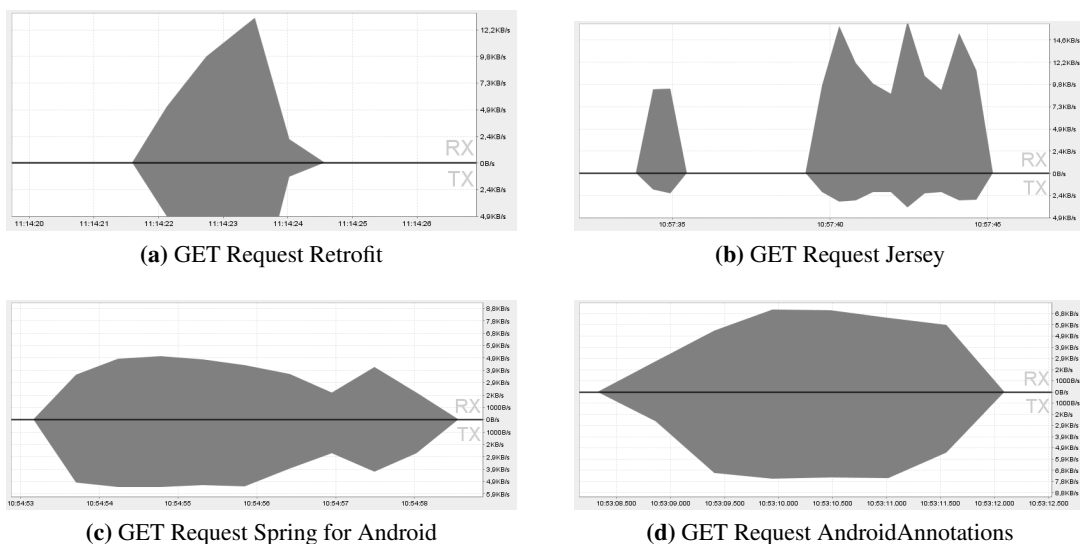 12,2KB/s
9,8KB/s
7,3KB/s
4,9KB/s
2,4KB/s
RX
0B/s
TX
2,4KB/s
4,9KB/s
11:14:20 11:14:21 11:14:22 11:14:23 11:14:24 11:14:25 11:14:26
(a) GET Request Retrofit
14,6KB/s
12,2KB/s
9,8KB/s
7,3KB/s
4,9KB/s
2,4KB/s
RX
0B/s
TX
2,4KB/s
4,9KB/s
10:57:35 10:57:40 10:57:45
(b) GET Request Jersey
8,8KB/s
7,8KB/s
6,8KB/s
5,9KB/s
4,9KB/s
3,9KB/s
2,9KB/s
2KB/s
1000B/s
RX
0B/s
TX
1000B/s
2KB/s
2,9KB/s
3,9KB/s
4,9KB/s
5,9KB/s
10:54:53 10:54:54 10:54:55 10:54:56 10:54:57 10:54:58
(c) GET Request Spring for Android
6,8KB/s
5,9KB/s
4,9KB/s
3,9KB/s
2,9KB/s
2KB/s
1000B/s
RX
0B/s
TX
1000B/s
2KB/s
2,9KB/s
3,9KB/s
4,9KB/s
5,9KB/s
6,8KB/s
7,8KB/s
8,8KB/s
10:53:08.500 10:53:09.000 10:53:09.500 10:53:10.000 10:53:10.500 10:53:11.000 10:53:11.500 10:53:12.000 10:53:12.500
(d) GET Request AndroidAnnotations